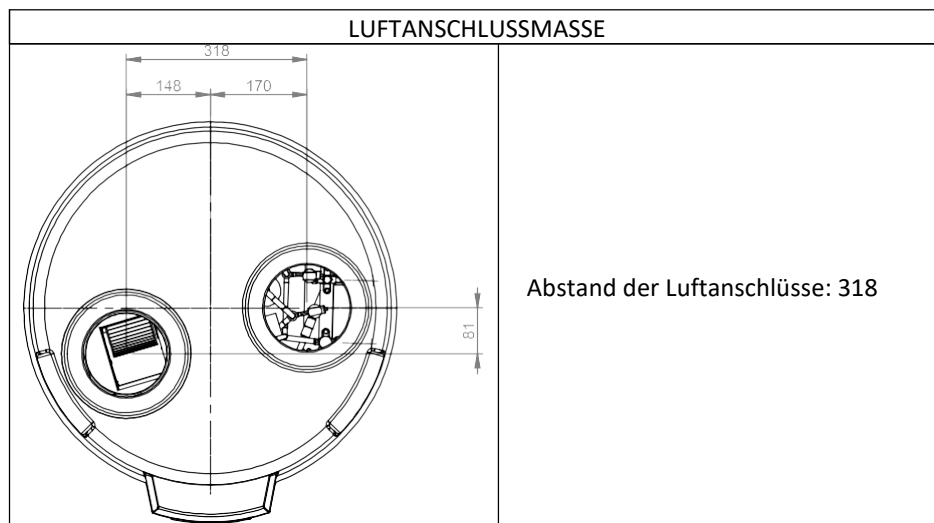 LUFTANSCHLUSSMASSE
318
148
170
Abstand der Luftanschlüsse: 318
81